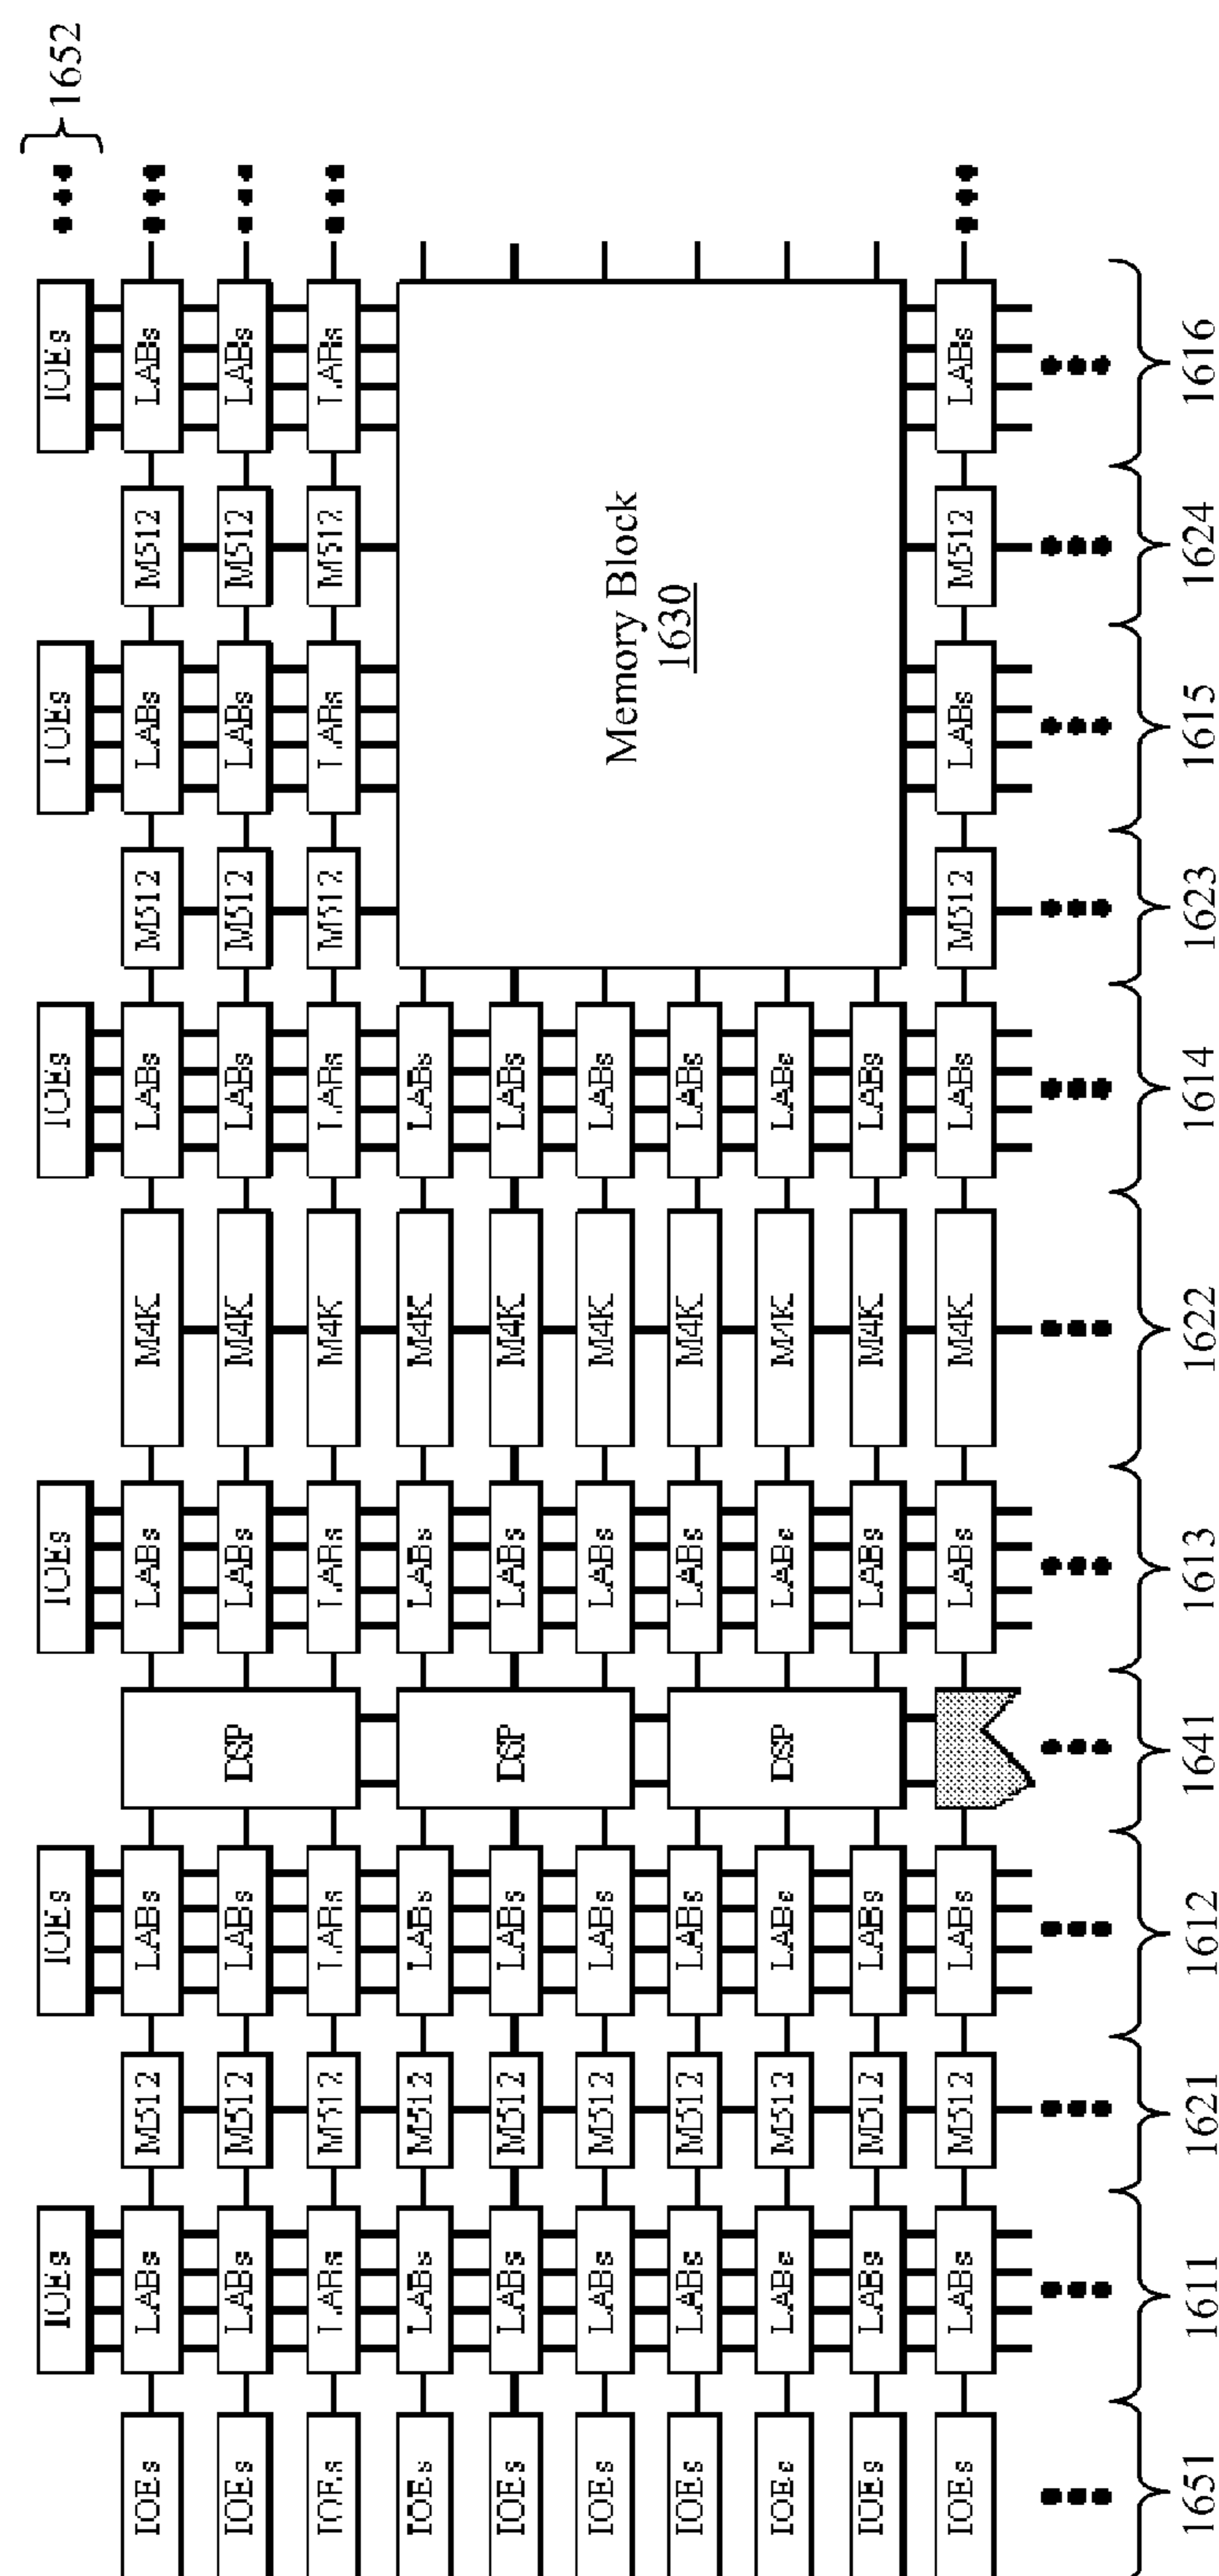 IOEs IOEs IOEs IOEs IOEs IOEs 1652
IOEs LABs M512 LABs LABs M4K LABs M512 LABs M512 LABs
IOEs LABs M512 LABs DSP LABs M4K LABs M512 LABs M512 LABs
IOEs LABs M512 LABs LABs M4K LABs M512 LABs M512 LABs
IOEs LABs M512 LABs LABs M4K LABs
IOEs LABs M512 LABs DSP LABs M4K LABs
IOEs LABs M512 LABs LABs M4K LABs Memory Block
IOEs LABs M512 LABs LABs M4K LABs 1630
IOEs LABs M512 LABs DSP LABs M4K LABs
IOEs LABs M512 LABs LABs M4K LABs
IOEs LABs M512 LABs LABs M4K LABs M512 LABs M512 LABs
1651 1611 1621 1612 1641 1613 1622 1614 1623 1615 1624 1616